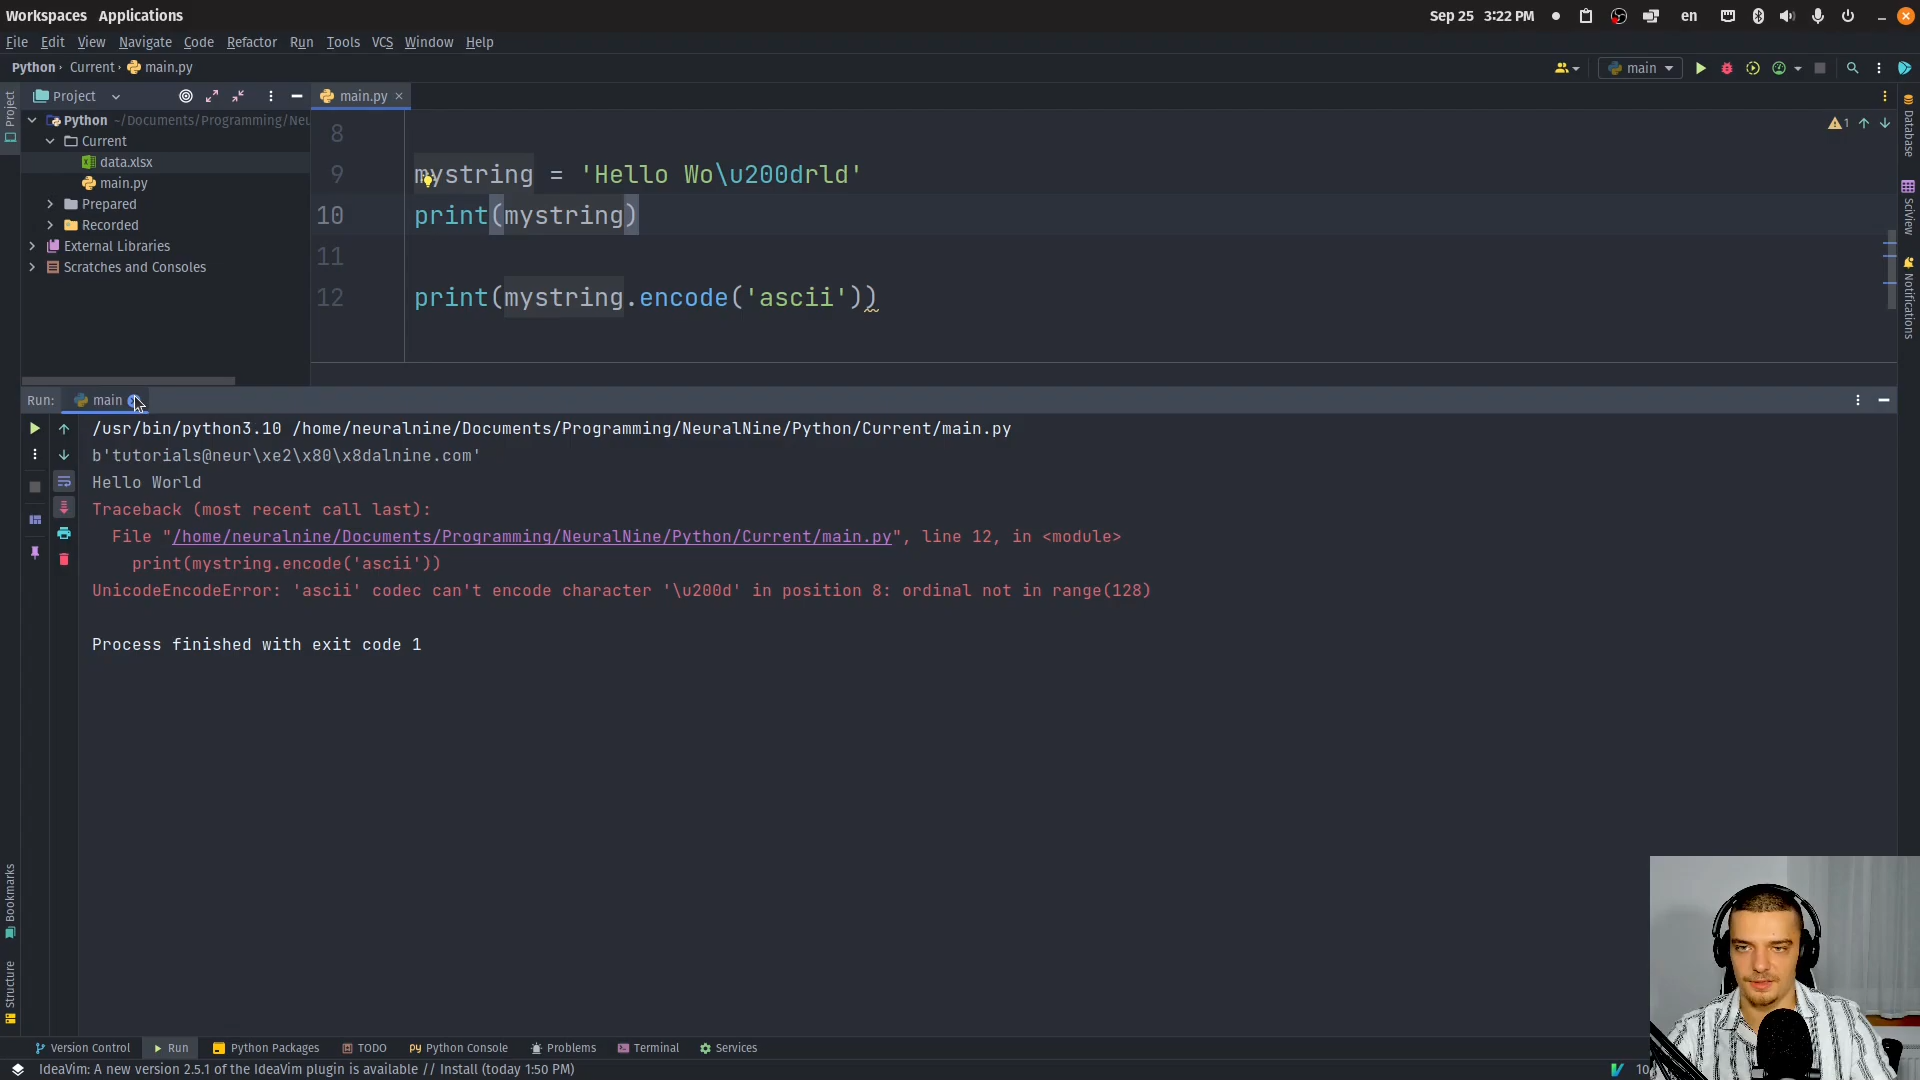 Workspaces Applications
Sep 25 3:22 PM
en
File Edit View Navigate Code Refactor Run Tools VCS Window Help
Python Current main.py
main
Project
main.py
Project
Python ~/Documents/Programming/Neu
Current
data.xlsx
main.py
Prepared
Recorded
External Libraries
Scratches and Consoles
1
8
9 mystring = 'Hello Wo\u200drld'
10 print(mystring)
11
12 print(mystring.encode('ascii'))
Database
SciView
Notifications
Run: main
/usr/bin/python3.10 /home/neuralnine/Documents/Programming/NeuralNine/Python/Current/main.py
b'tutorials@neur\xe2\x80\x8dalnine.com'
Hello World
Traceback (most recent call last):
File "/home/neuralnine/Documents/Programming/NeuralNine/Python/Current/main.py", line 12, in <module>
print(mystring.encode('ascii'))
UnicodeEncodeError: 'ascii' codec can't encode character '\u200d' in position 8: ordinal not in range(128)
Process finished with exit code 1
Bookmarks
Structure
Version Control Run Python Packages TODO Python Console Problems Terminal Services
IdeaVim: A new version 2.5.1 of the IdeaVim plugin is available // Install (today 1:50 PM)